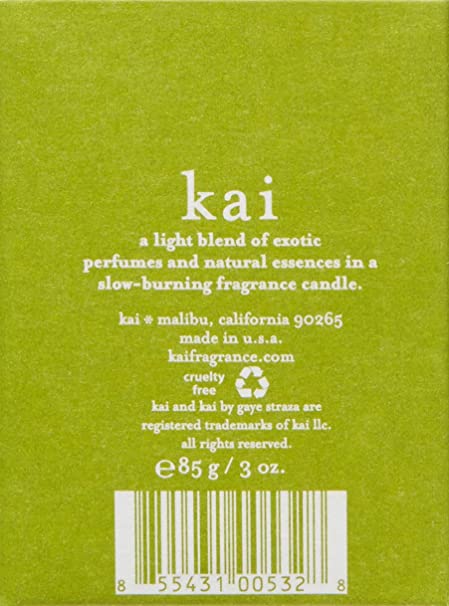 kai
a light blend of exotic
perfumes and natural essences in a
slow-burning fragrance candle.
kai * malibu, california 90265
made in u.s.a.
kaifragrance.com
cruelty
free
kai and kai by gaye straza are
registered trademarks of kai llc.
all rights reserved.
℮85 g / 3 oz.
8 55431 00532 8